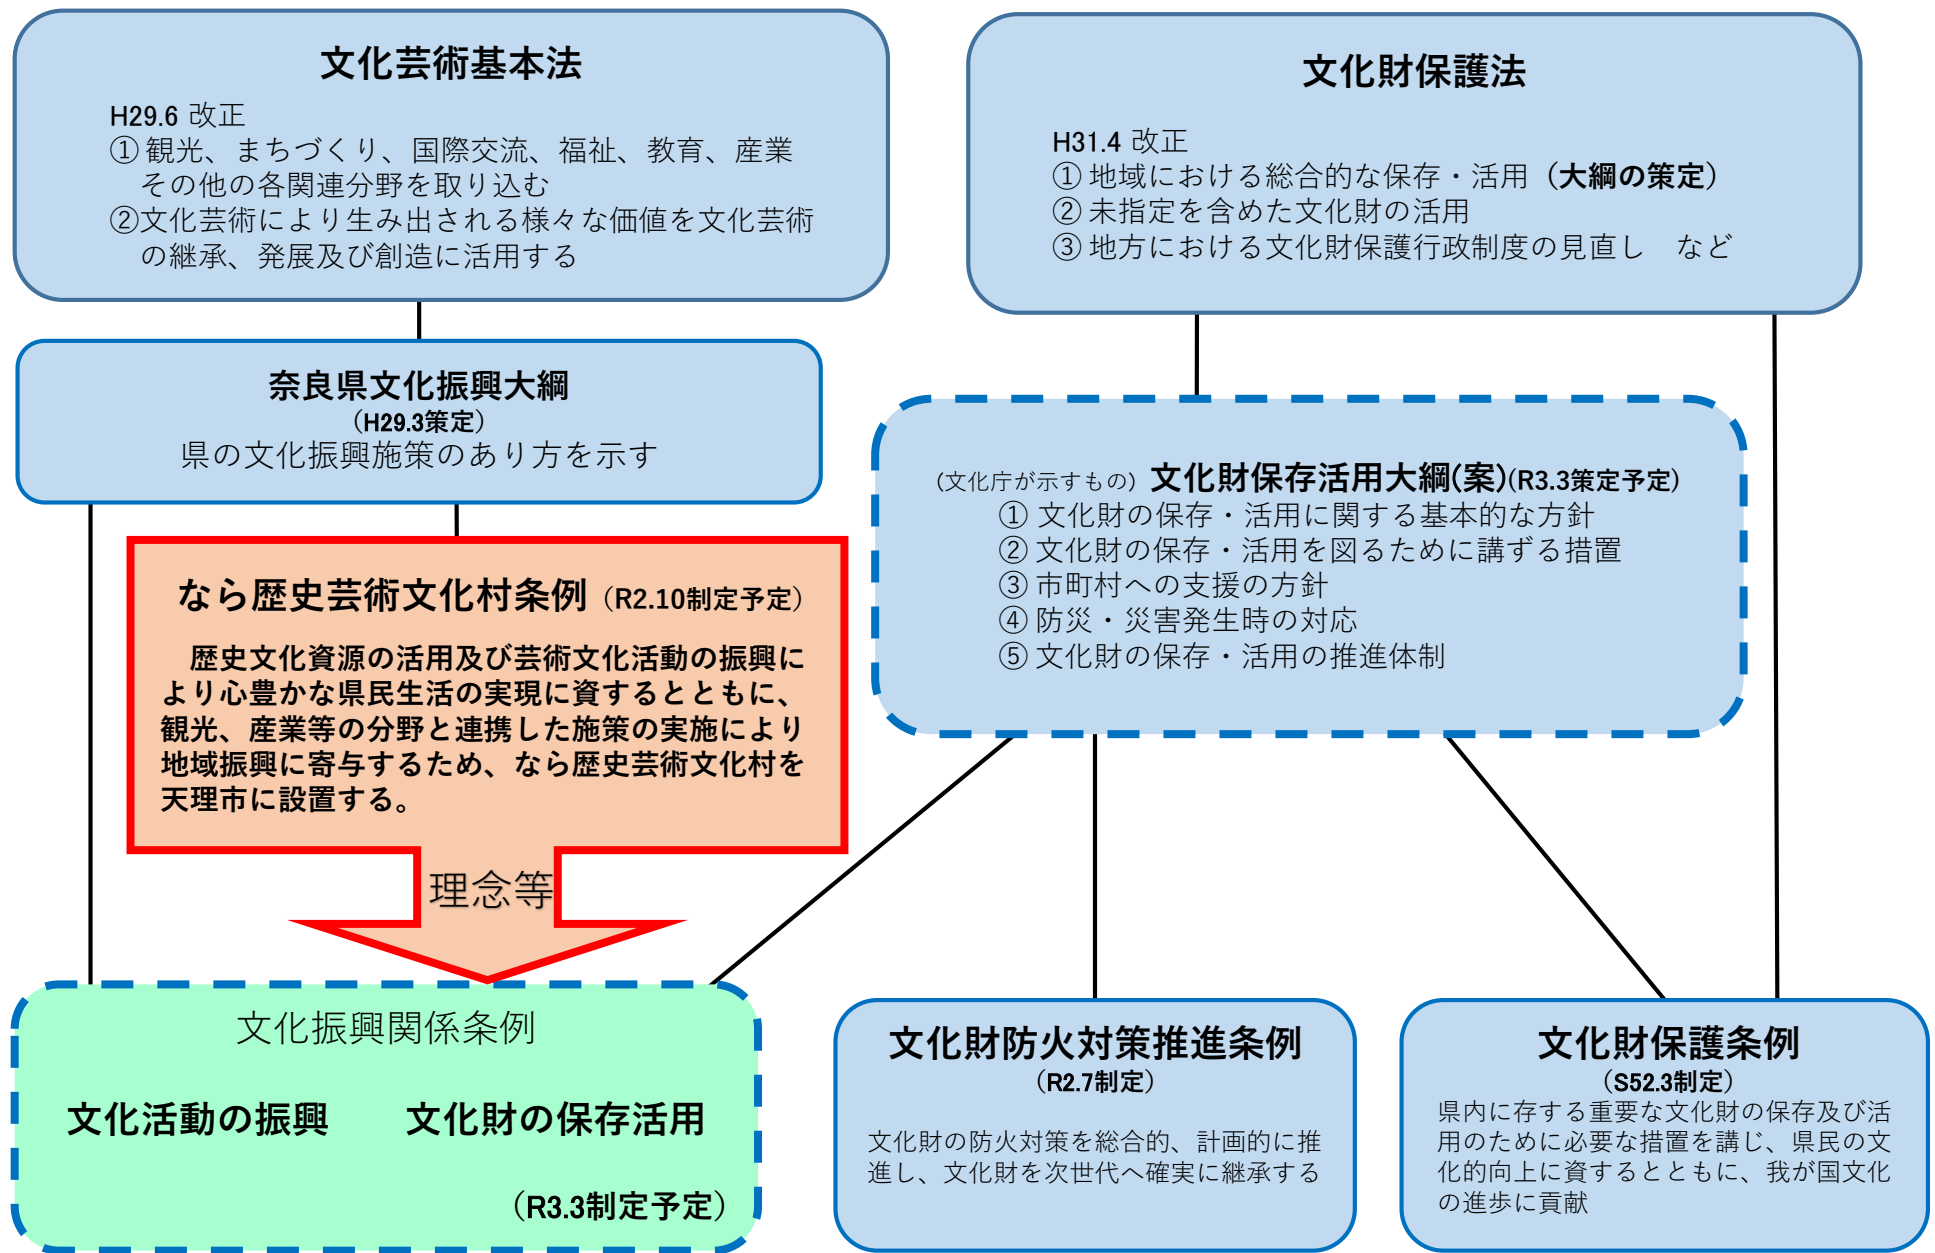 文化芸術基本法
H29.6 改正
① 観光、まちづくり、国際交流、福祉、教育、産業
その他の各関連分野を取り込む
②文化芸術により生み出される様々な価値を文化芸術
の継承、発展及び創造に活用する
文化財保護法
H31.4 改正
① 地域における総合的な保存・活用（大綱の策定）
② 未指定を含めた文化財の活用
③ 地方における文化財保護行政制度の見直し　など
奈良県文化振興大綱
（H29.3策定）
県の文化振興施策のあり方を示す
(文化庁が示すもの) 文化財保存活用大綱(案)(R3.3策定予定)
① 文化財の保存・活用に関する基本的な方針
② 文化財の保存・活用を図るために講ずる措置
③ 市町村への支援の方針
④ 防災・災害発生時の対応
⑤ 文化財の保存・活用の推進体制
なら歴史芸術文化村条例（R2.10制定予定）
歴史文化資源の活用及び芸術文化活動の振興に
より心豊かな県民生活の実現に資するとともに、
観光、産業等の分野と連携した施策の実施により
地域振興に寄与するため、なら歴史芸術文化村を
天理市に設置する。
理念等
文化振興関係条例
文化活動の振興　　文化財の保存活用
（R3.3制定予定）
文化財防火対策推進条例
（R2.7制定）
文化財の防火対策を総合的、計画的に推
進し、文化財を次世代へ確実に継承する
文化財保護条例
（S52.3制定）
県内に存する重要な文化財の保存及び活
用のために必要な措置を講じ、県民の文
化的向上に資するとともに、我が国文化
の進歩に貢献